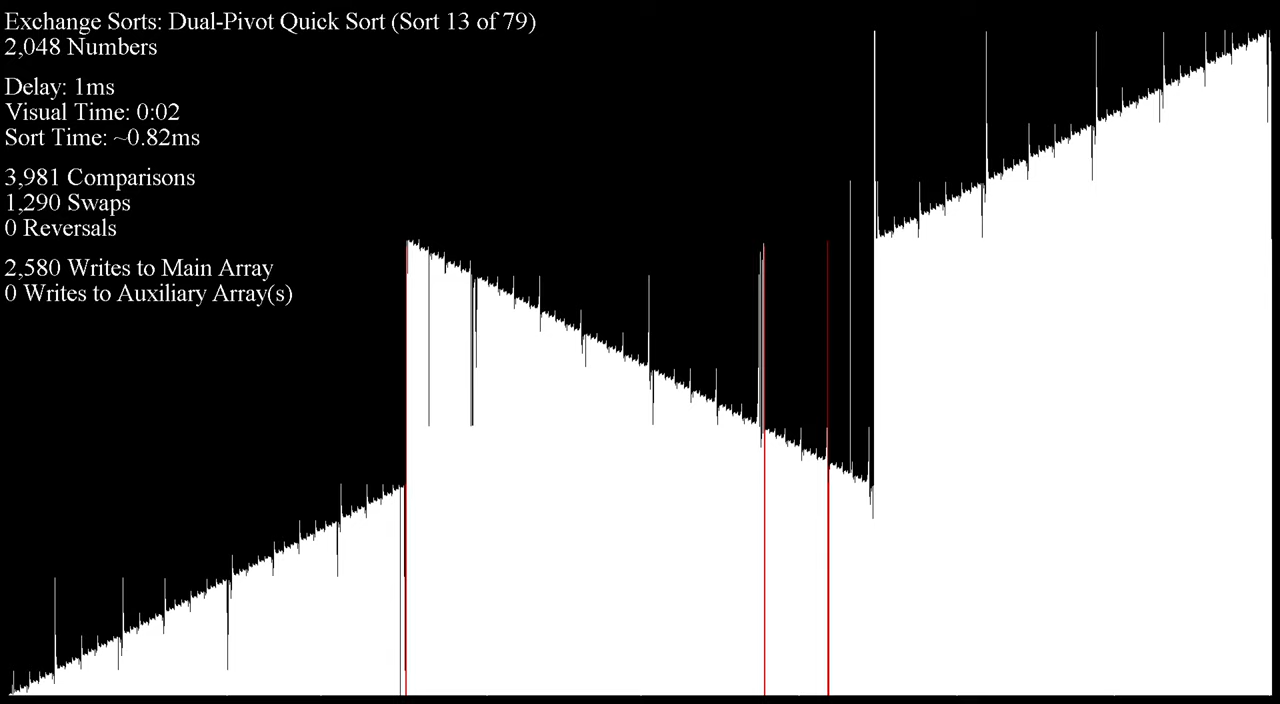 Exchange Sorts: Dual-Pivot Quick Sort (Sort 13 of 79)
2,048 Numbers
Delay: 1ms
Visual Time: 0:02
Sort Time: ~0.82ms
3,981 Comparisons
1,290 Swaps
0 Reversals
2,580 Writes to Main Array
0 Writes to Auxiliary Array(s)